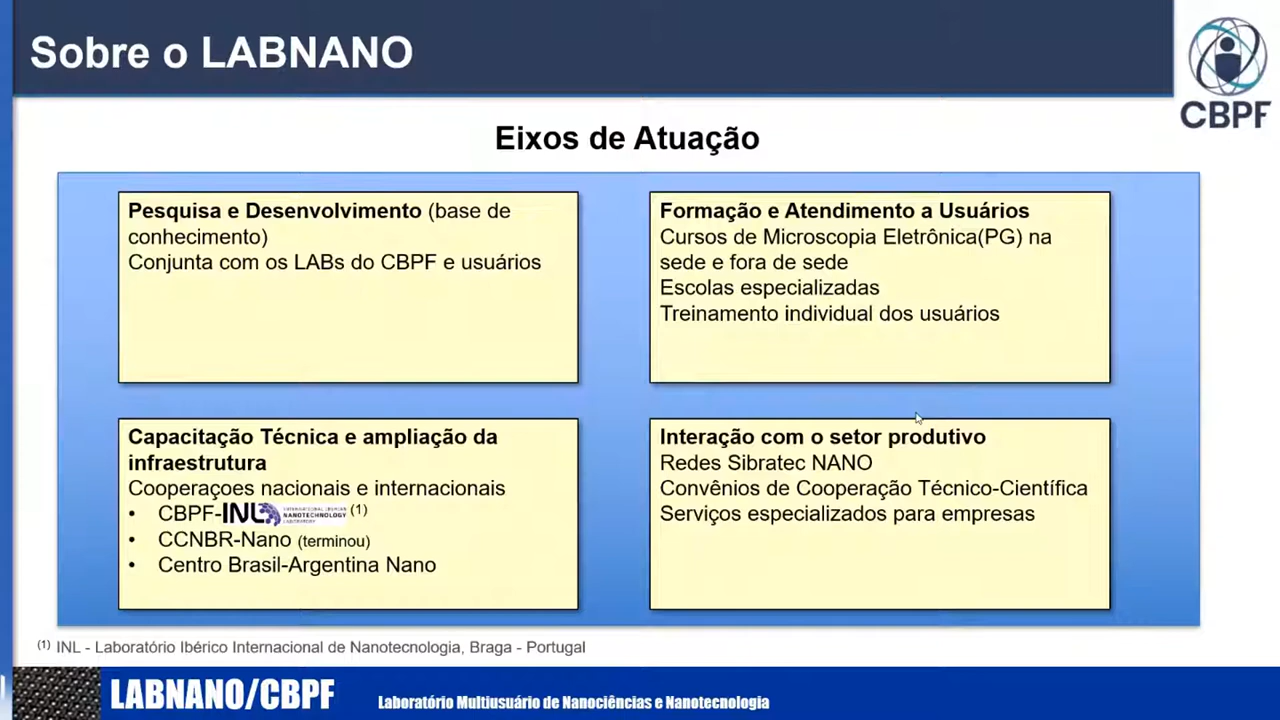 Sobre o LABNANO
CBPF
Eixos de Atuação
Pesquisa e Desenvolvimento (base de
conhecimento)
Conjunta com os LABs do CBPF e usuários
Formação e Atendimento a Usuários
Cursos de Microscopia Eletrônica(PG) na
sede e fora de sede
Escolas especializadas
Treinamento individual dos usuários
Capacitação Técnica e ampliação da
infraestrutura
Cooperaçoes nacionais e internacionais
• CBPF-INL INTERNATIONAL IBERIAN NANOTECHNOLOGY LABORATORY (1)
• CCNBR-Nano (terminou)
• Centro Brasil-Argentina Nano
Interação com o setor produtivo
Redes Sibratec NANO
Convênios de Cooperação Técnico-Científica
Serviços especializados para empresas
(1) INL - Laboratório Ibérico Internacional de Nanotecnologia, Braga - Portugal
LABNANO/CBPF Laboratório Multiusuário de Nanociências e Nanotecnologia